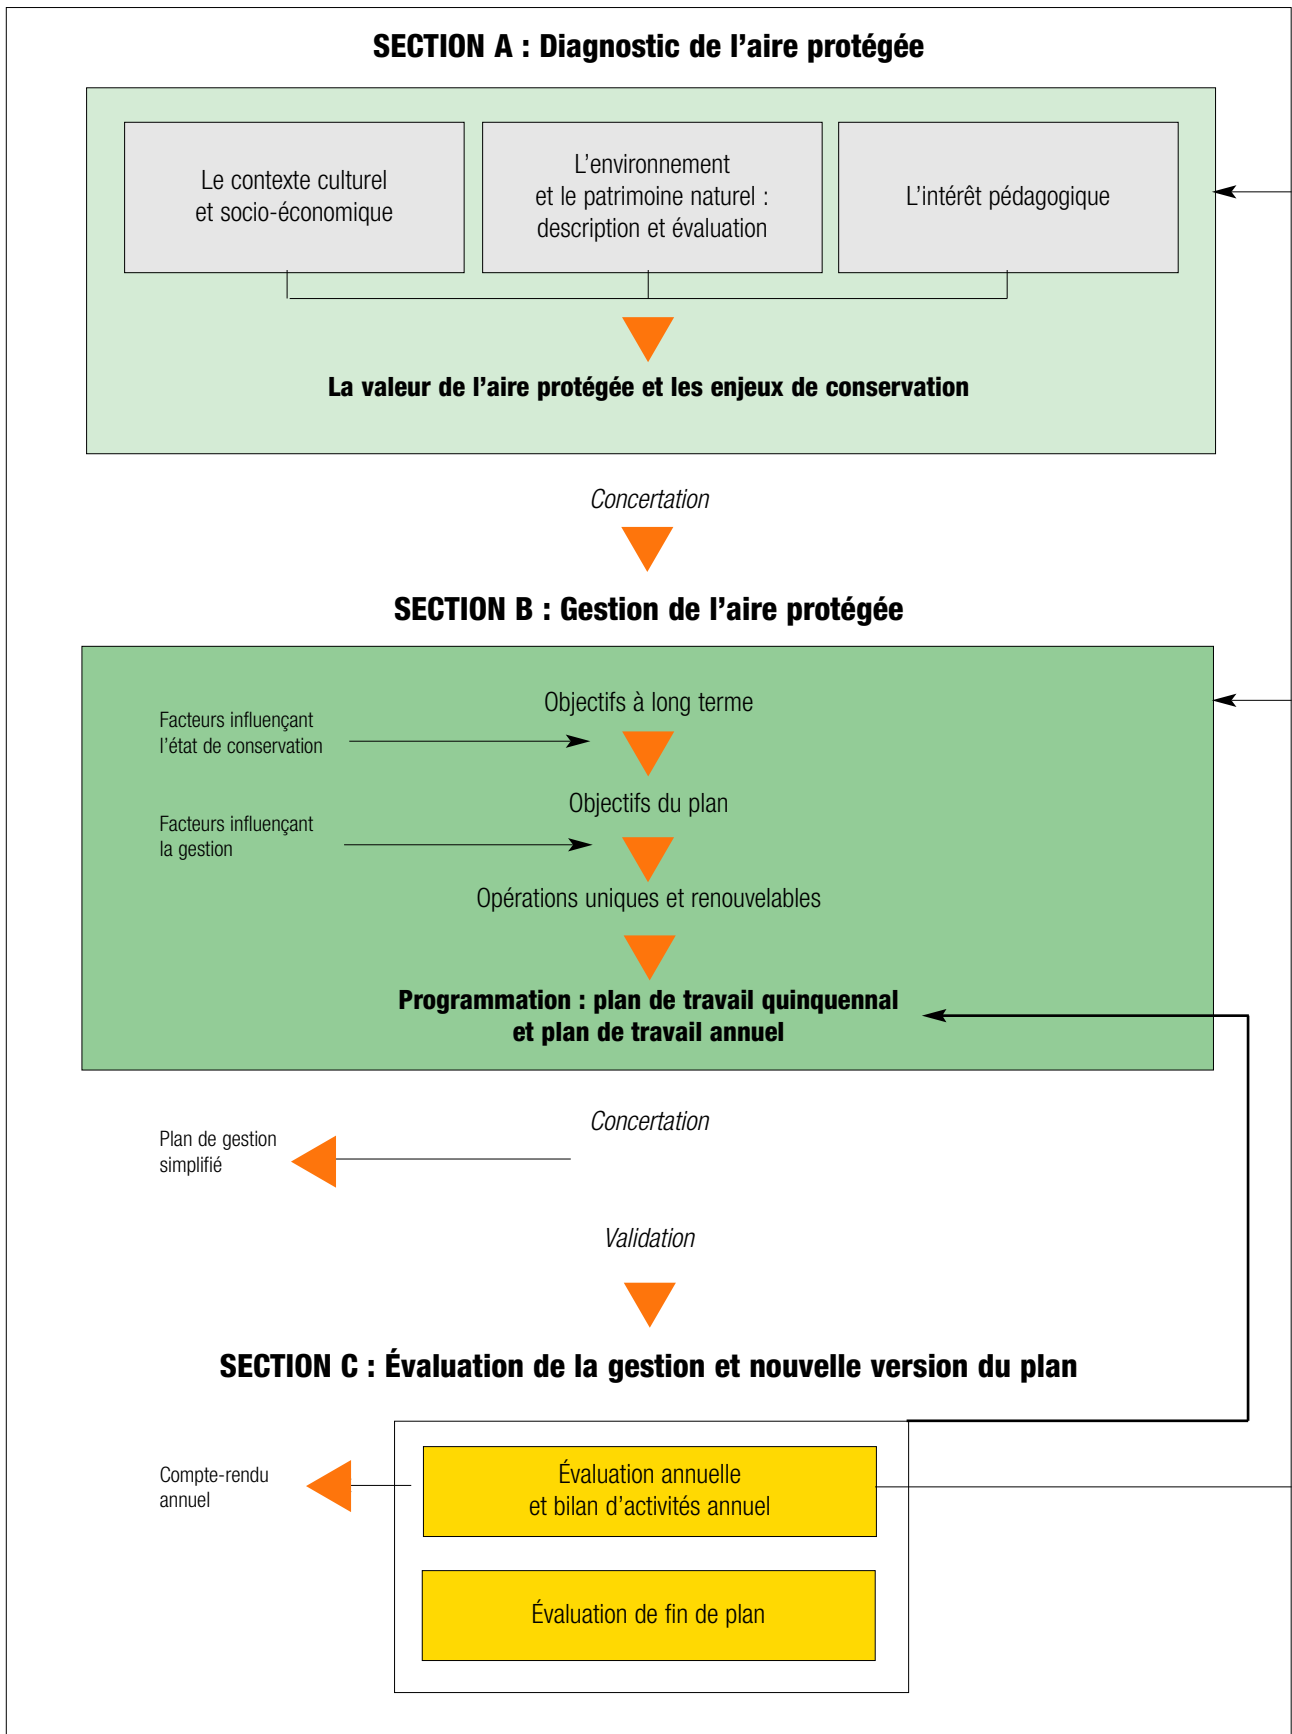 SECTION A : Diagnostic de l’aire protégée
Le contexte culturel
et socio-économique
L’environnement
et le patrimoine naturel :
description et évaluation
L’intérêt pédagogique
La valeur de l’aire protégée et les enjeux de conservation
Concertation
SECTION B : Gestion de l’aire protégée
Objectifs à long terme
Facteurs influençant
l’état de conservation
Objectifs du plan
Facteurs influençant
la gestion
Opérations uniques et renouvelables
Programmation : plan de travail quinquennal
et plan de travail annuel
Concertation
Plan de gestion
simplifié
Validation
SECTION C : Évaluation de la gestion et nouvelle version du plan
Compte-rendu
annuel
Évaluation annuelle
et bilan d’activités annuel
Évaluation de fin de plan